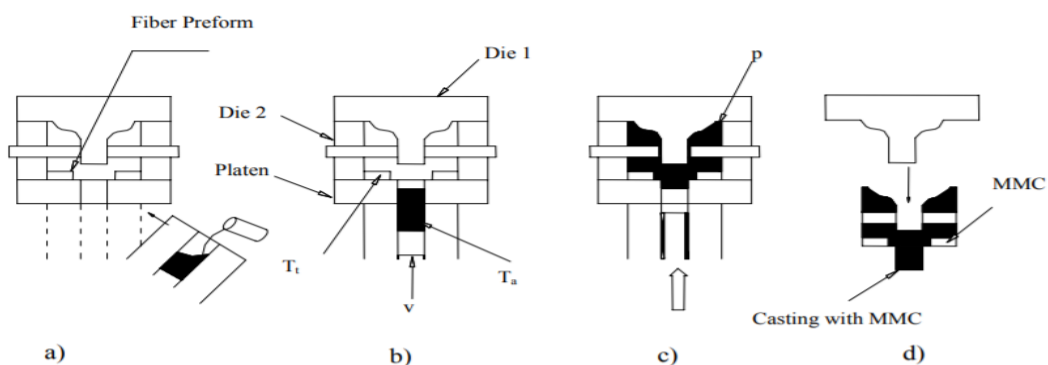 Fiber Preform
Die 1
p
Die 2
Platen
MMC
Tt
Ta
v
Casting with MMC
a)
b)
c)
d)